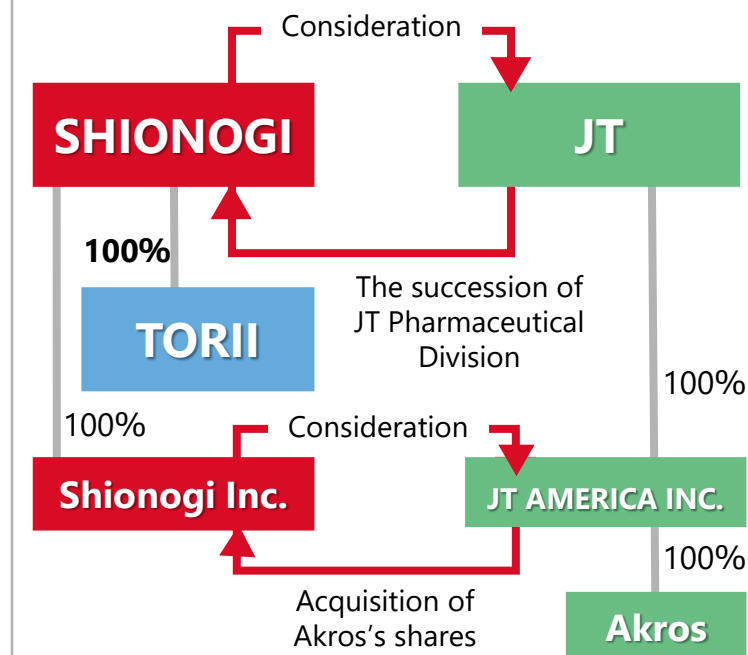 Consideration
SHIONOGI
JT
100%
The succession of
JT Pharmaceutical
Division
TORII
100%
100%
Consideration
Shionogi Inc.
JT AMERICA INC.
100%
Acquisition of
Akros's shares
Akros